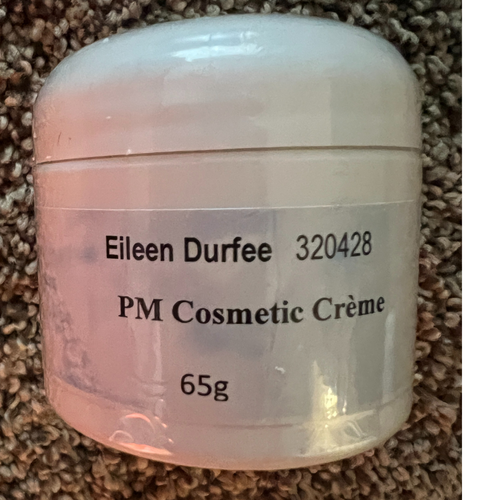 Eileen Durfee 320428
PM Cosmetic Crème
65g